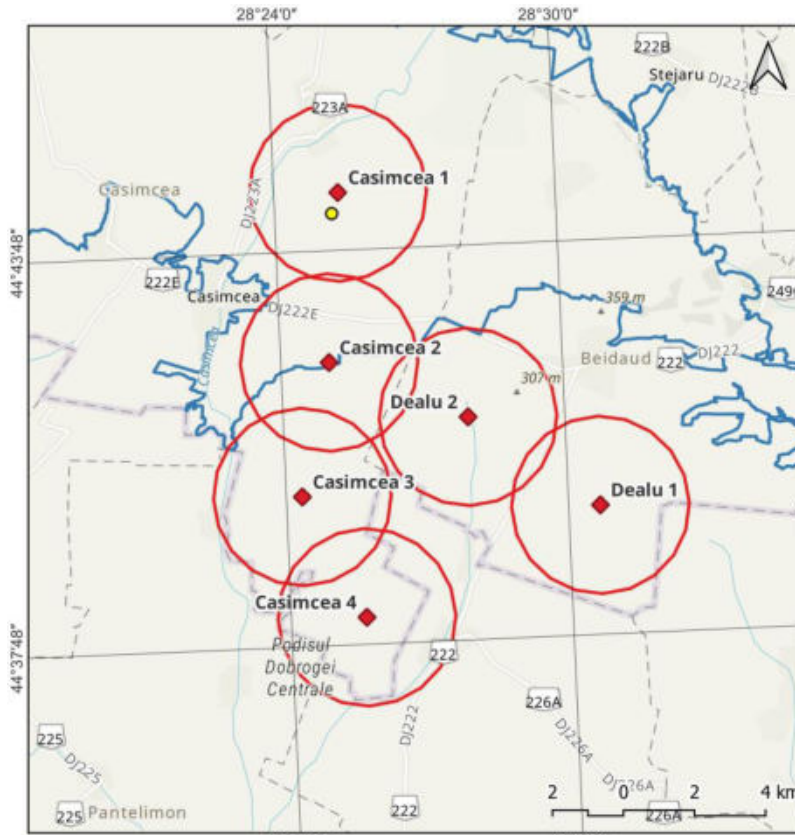 28°24′0″
28°30′0″
222B
Stejaru
DJ222B
223A
Casimcea 1
Casimcea
DJ223A
44°43′48″
222E
Casimcea
DJ222E
359 m
249
Casimcea
Casimcea 2
Beidaud
222
DJ222
307 m
Dealu 2
Casimcea 3
Dealu 1
Casimcea 4
44°37′48″
Podisul
Dobrogei
Centrale
222
226A
225
DJ225
DJ222
DJ226A
DJ226A
2 0 2 4 km
225
Pantelimon
222
226A